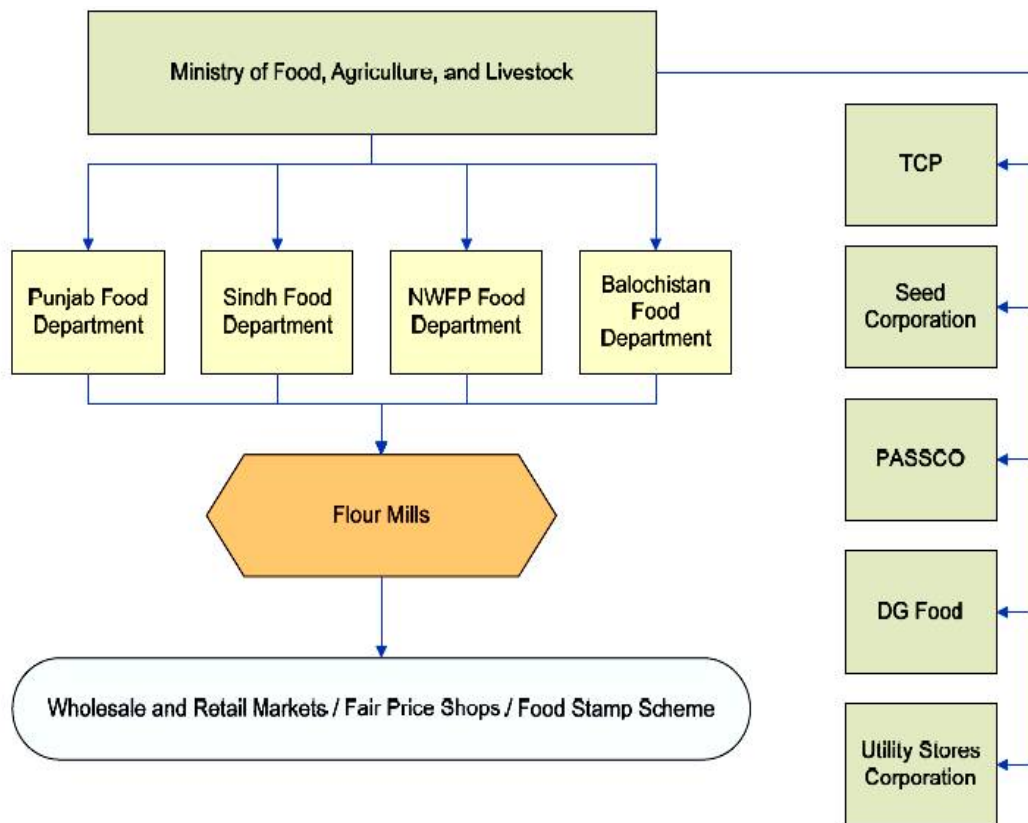 Ministry of Food, Agriculture, and Livestock
TCP
Seed
Corporation
Punjab Food
Department
Sindh Food
Department
NWFP Food
Department
Balochistan
Food
Department
PASSCO
Flour Mills
DG Food
Wholesale and Retail Markets / Fair Price Shops / Food Stamp Scheme
Utility Stores
Corporation